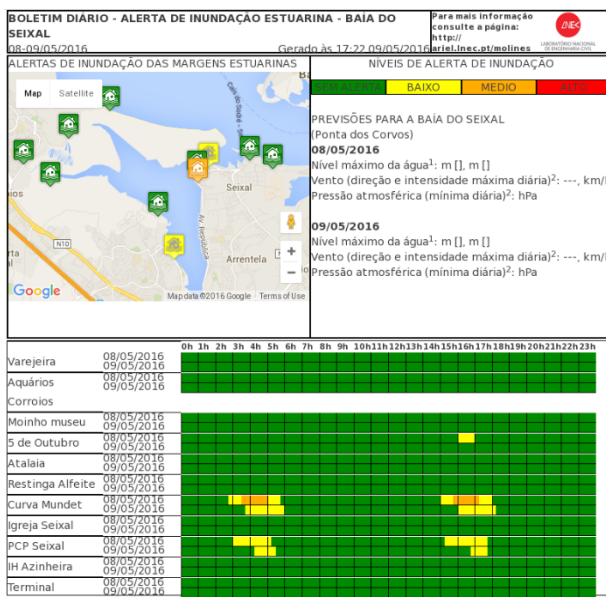 BOLETIM DIÁRIO - ALERTA DE INUNDAÇÃO ESTUARINA - BAÍA DO
SEIXAL
08-09/05/2016
Gerado às 17:22 09/05/2016
Para mais informação
consulte a página:
http://
ariel.lnec.pt/molines
LNEC
LABORATÓRIO NACIONAL
DE ENGENHARIA CIVIL
ALERTAS DE INUNDAÇÃO DAS MARGENS ESTUARINAS
Map
Satellite
Cais do Sodré - S
Ba
Seixal
Av. República
ios
N10
rta
al
Arrentela
Google
Map data ©2016 Google
Terms of Use
NÍVEIS DE ALERTA DE INUNDAÇÃO
SEM ALERTA
BAIXO
MEDIO
ALTO
PREVISÕES PARA A BAÍA DO SEIXAL
(Ponta dos Corvos)
08/05/2016
Nível máximo da água1: m [], m []
Vento (direção e intensidade máxima diária)2: ---, km/
Pressão atmosférica (mínima diária)2: hPa
09/05/2016
Nível máximo da água1: m [], m []
Vento (direção e intensidade máxima diária)2: ---, km/
Pressão atmosférica (mínima diária)2: hPa
0h 1h 2h 3h 4h 5h 6h 7h 8h 9h 10h 11h 12h 13h 14h 15h 16h 17h 18h 19h 20h 21h 22h 23h
Varejeira
08/05/2016
09/05/2016
Aquários
08/05/2016
09/05/2016
Corroios
Moinho museu
08/05/2016
09/05/2016
5 de Outubro
08/05/2016
09/05/2016
Atalaia
08/05/2016
09/05/2016
Restinga Alfeite
08/05/2016
09/05/2016
Curva Mundet
08/05/2016
09/05/2016
Igreja Seixal
08/05/2016
09/05/2016
PCP Seixal
08/05/2016
09/05/2016
IH Azinheira
08/05/2016
09/05/2016
Terminal
08/05/2016
09/05/2016